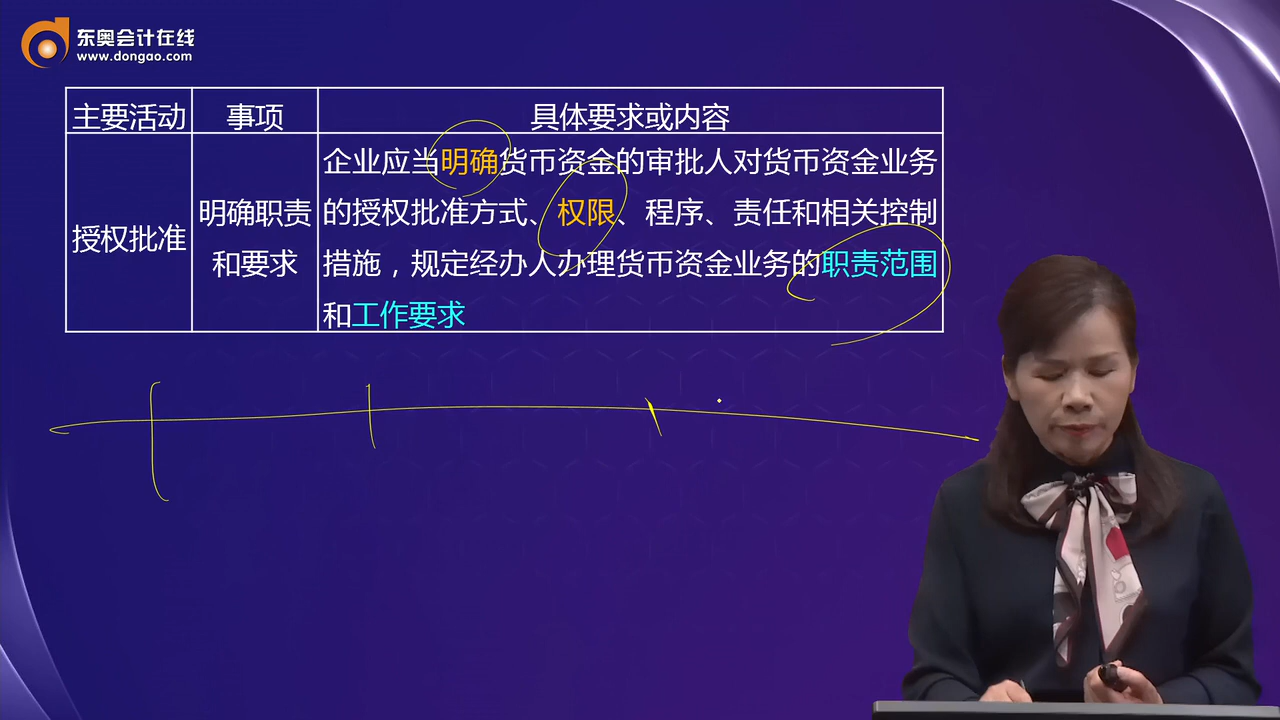 东奥会计在线
www.dongao.com
主要活动 事项 具体要求或内容
授权批准
明确职责
和要求
企业应当明确货币资金的审批人对货币资金业务
的授权批准方式、权限、程序、责任和相关控制
措施，规定经办人办理货币资金业务的职责范围
和工作要求